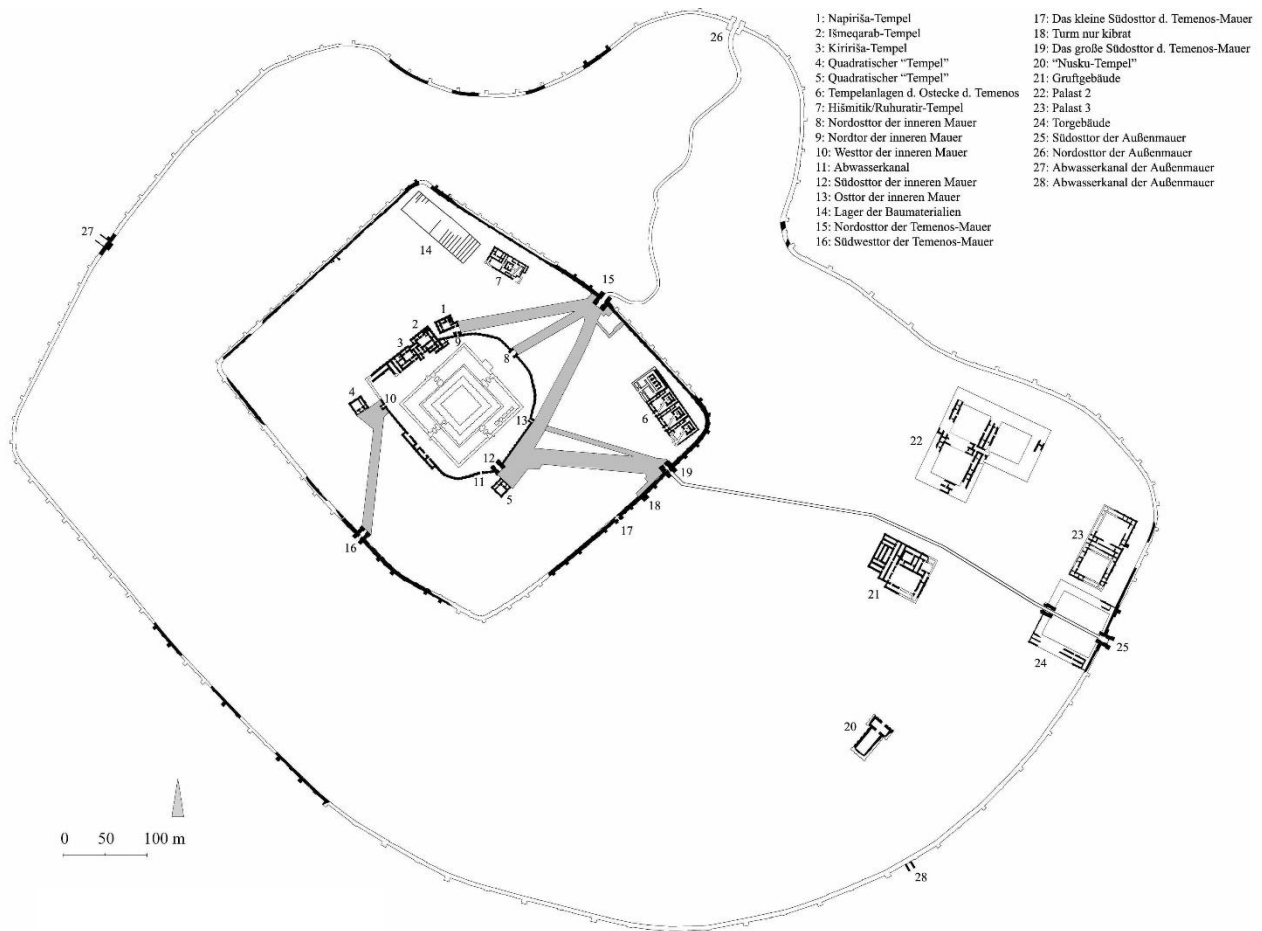 1: Napiriša-Tempel
2: Išmeqarab-Tempel
3: Kiririša-Tempel
4: Quadratischer “Tempel”
5: Quadratischer “Tempel”
6: Tempelanlagen d. Ostecke d. Temenos
7: Hišmitik/Ruhuratir-Tempel
8: Nordosttor der inneren Mauer
9: Nordtor der inneren Mauer
10: Westtor der inneren Mauer
11: Abwasserkanal
12: Südosttor der inneren Mauer
13: Osttor der inneren Mauer
14: Lager der Baumaterialien
15: Nordosttor der Temenos-Mauer
16: Südwesttor der Temenos-Mauer
17: Das kleine Südosttor d. Temenos-Mauer
18: Turm nur kibrat
19: Das große Südosttor d. Temenos-Mauer
20: “Nusku-Tempel”
21: Gruftgebäude
22: Palast 2
23: Palast 3
24: Torgebäude
25: Südosttor der Außenmauer
26: Nordosttor der Außenmauer
27: Abwasserkanal der Außenmauer
28: Abwasserkanal der Außenmauer
26
27
14
7
15
1
2
9
3
8
4
10
6
13
22
12
19
11
5
18
17
23
16
21
25
24
20
28
0 50 100 m